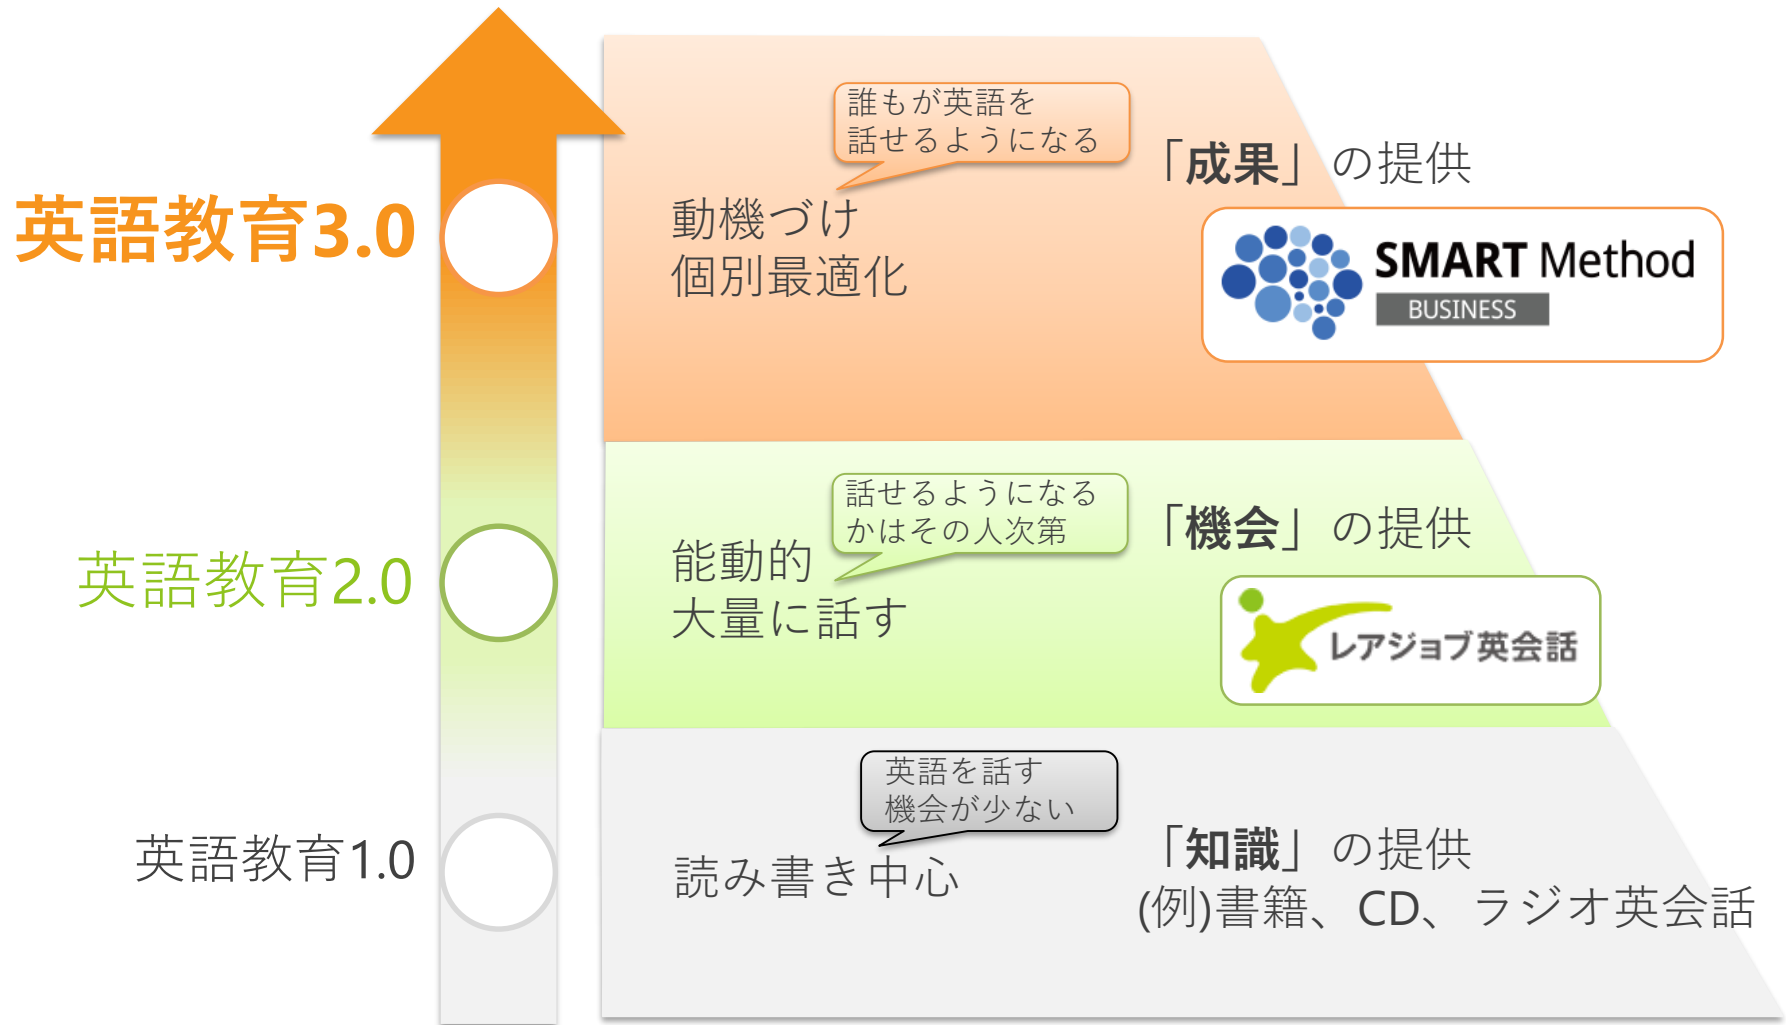 英語教育3.0
誰もが英語を
話せるようになる
動機づけ
個別最適化
「成果」の提供
SMART Method
BUSINESS
英語教育2.0
話せるようになる
かはその人次第
能動的
大量に話す
「機会」の提供
レアジョブ英会話
英語教育1.0
英語を話す
機会が少ない
読み書き中心
「知識」の提供
(例)書籍、CD、ラジオ英会話